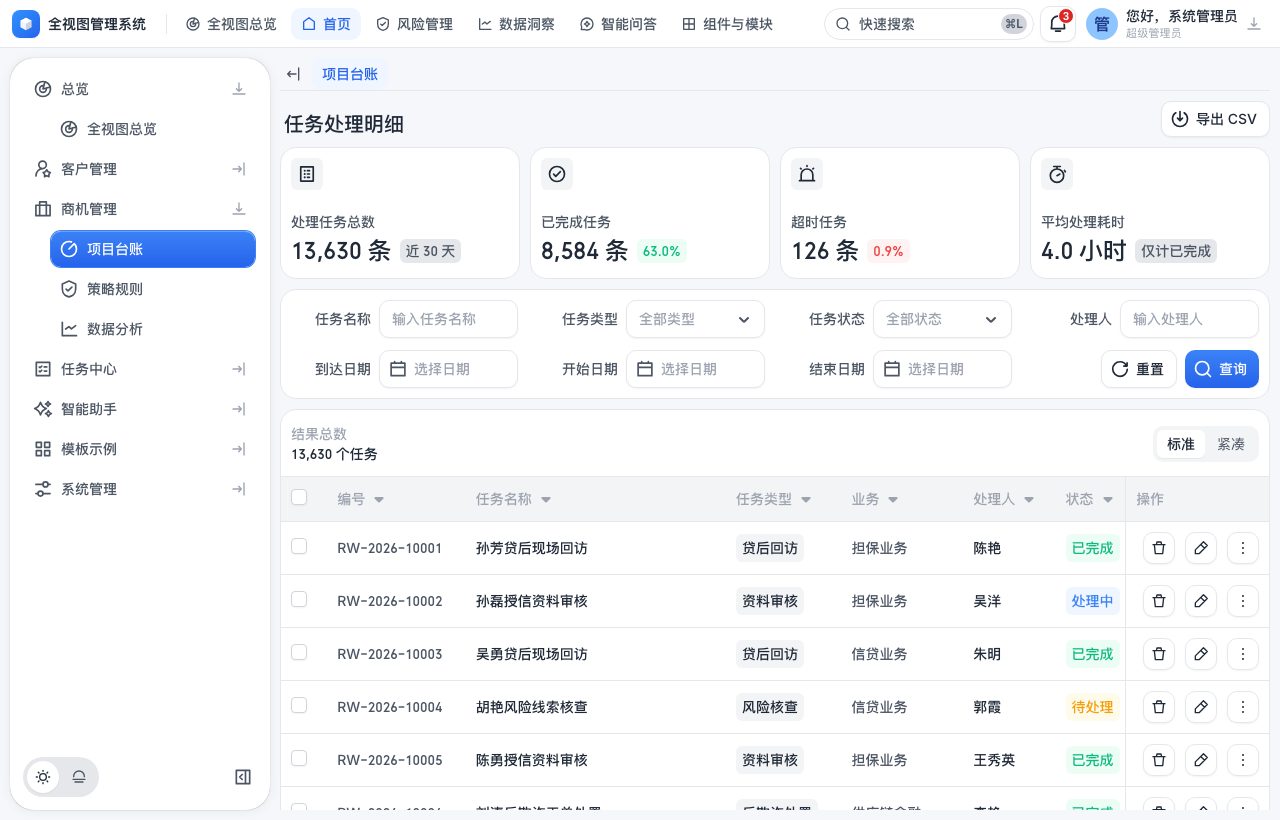 全视图管理系统
全视图总览
首页
风险管理
数据洞察
智能问答
组件与模块
快速搜索
⌘L
3
管
您好，系统管理员
超级管理员
总览
全视图总览
客户管理
商机管理
项目台账
策略规则
数据分析
任务中心
智能助手
模板示例
系统管理
项目台账
任务处理明细
导出 CSV
处理任务总数
13,630 条 近 30 天
已完成任务
8,584 条 63.0%
超时任务
126 条 0.9%
平均处理耗时
4.0 小时 仅计已完成
任务名称 输入任务名称
任务类型 全部类型
任务状态 全部状态
处理人 输入处理人
到达日期 选择日期
开始日期 选择日期
结束日期 选择日期
重置
查询
结果总数
13,630 个任务
标准 紧凑
编号 任务名称 任务类型 业务 处理人 状态 操作
RW-2026-10001 孙芳贷后现场回访 贷后回访 担保业务 陈艳 已完成
RW-2026-10002 孙磊授信资料审核 资料审核 担保业务 吴洋 处理中
RW-2026-10003 吴勇贷后现场回访 贷后回访 信贷业务 朱明 已完成
RW-2026-10004 胡艳风险线索核查 风险核查 信贷业务 郭霞 待处理
RW-2026-10005 陈勇授信资料审核 资料审核 担保业务 王秀英 已完成